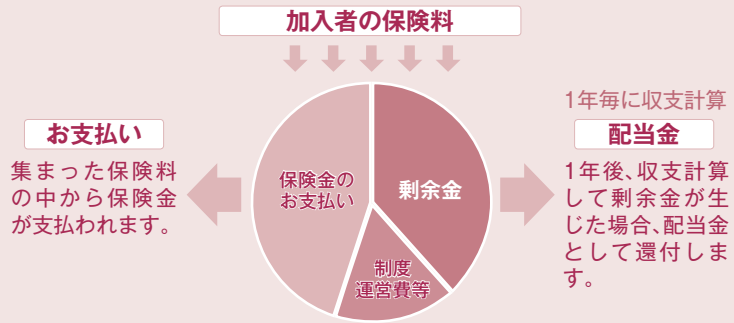 加入者の保険料
お支払い
集まった保険料
の中から保険金
が支払われます。
保険金の
お支払い
剰余金
制度
運営費等
1年毎に収支計算
配当金
1年後、収支計算
して剰余金が生
じた場合、配当金
として還付しま
す。